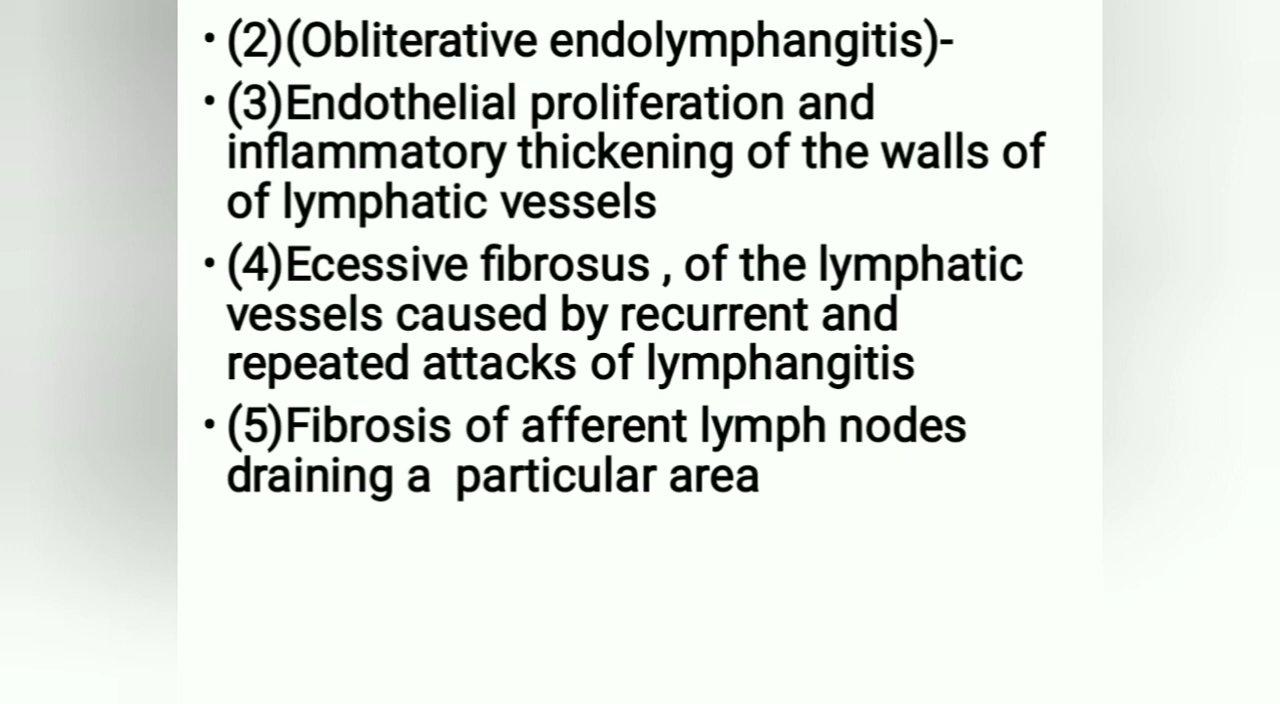 • (2)(Obliterative endolymphangitis)-
• (3)Endothelial proliferation and
inflammatory thickening of the walls of
of lymphatic vessels
• (4)Ecessive fibrosus , of the lymphatic
vessels caused by recurrent and
repeated attacks of lymphangitis
• (5)Fibrosis of afferent lymph nodes
draining a  particular area